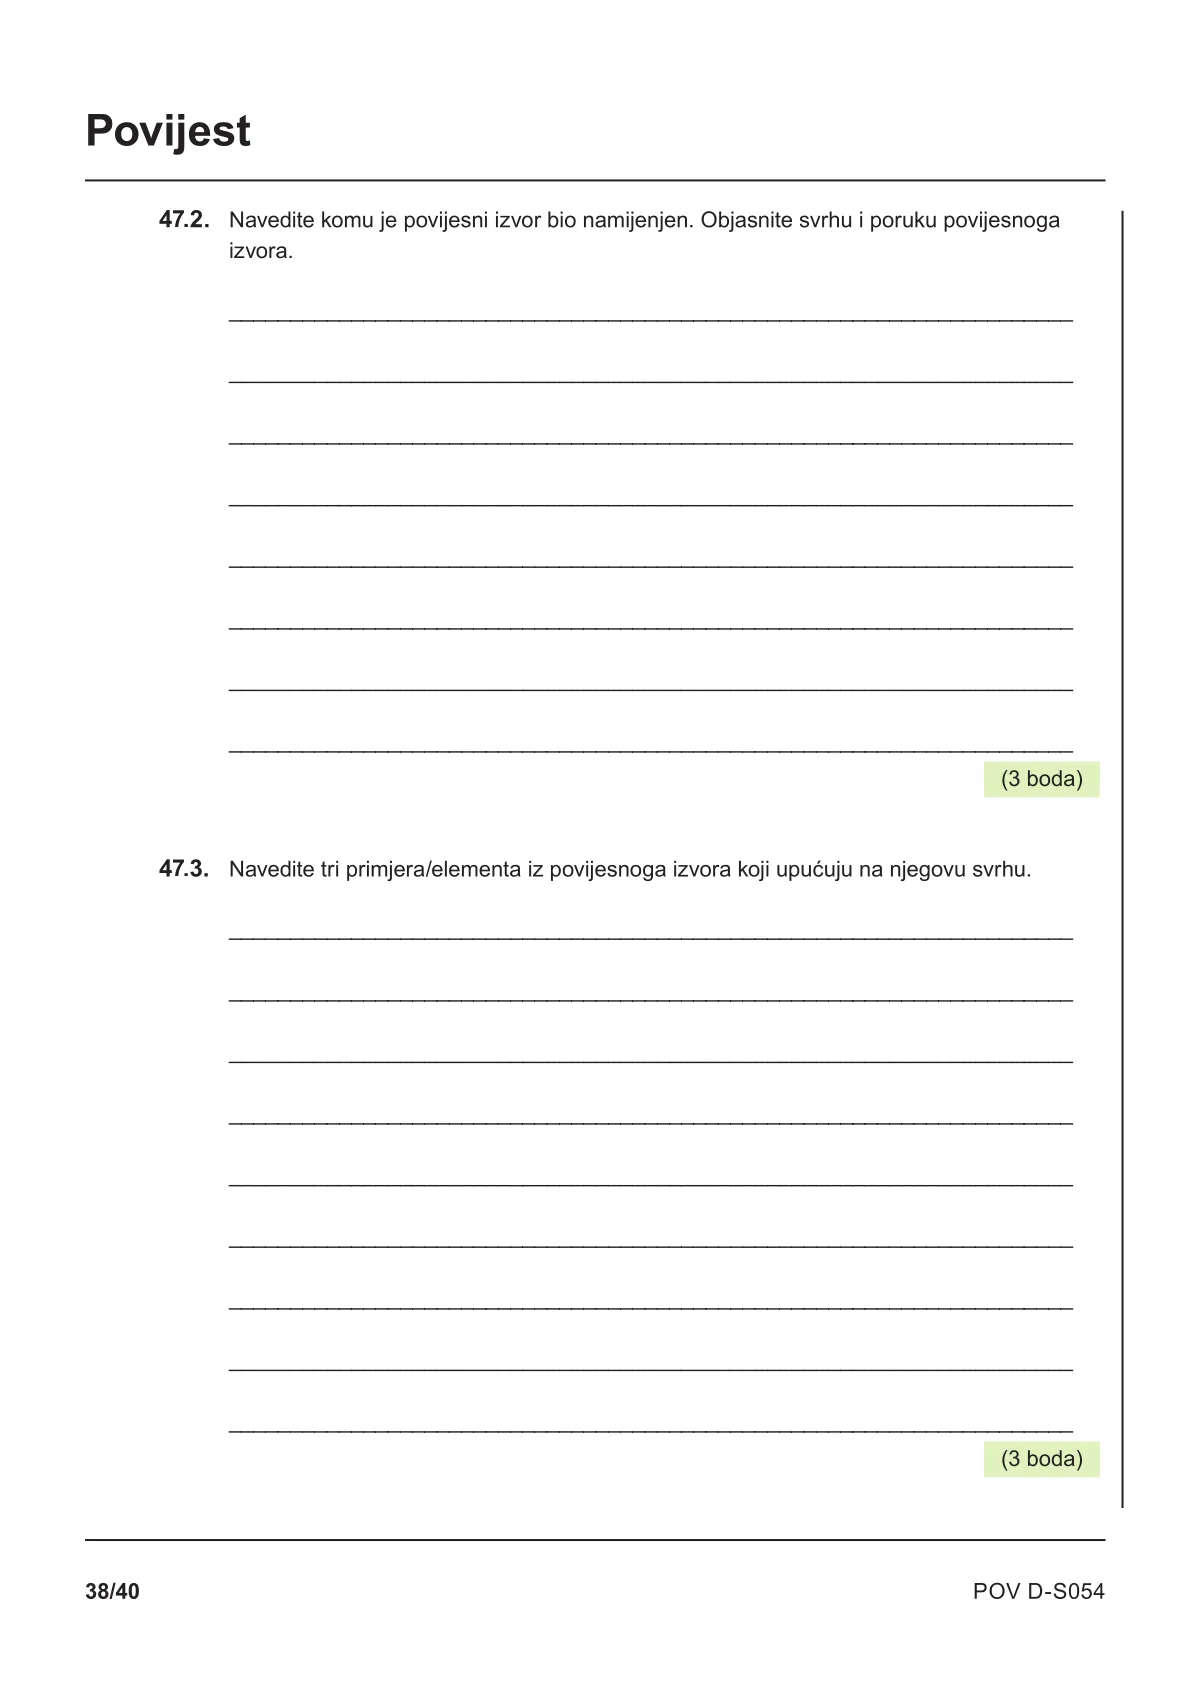 Povijest
47.2. Navedite komu je povijesni izvor bio namijenjen. Objasnite svrhu i poruku povijesnoga
izvora.
(3 boda)
47.3. Navedite tri primjera/elementa iz povijesnoga izvora koji upućuju na njegovu svrhu.
(3 boda)
38/40
POV D-S054